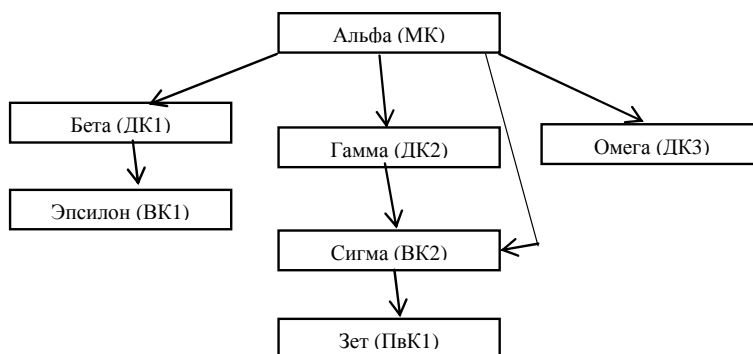 Альфа (МК)
Бета (ДК1)
Гамма (ДК2)
Омега (ДК3)
Эпсилон (ВК1)
Сигма (ВК2)
Зет (ПвК1)